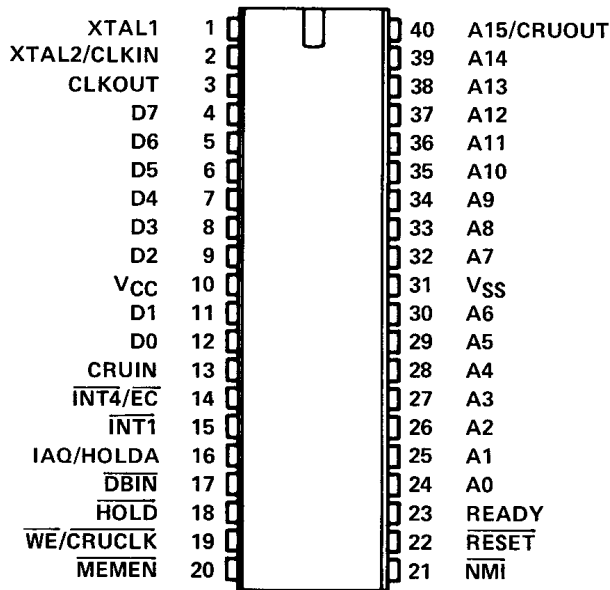 XTAL1 1 40 A15/CRUOUT
XTAL2/CLKIN 2 39 A14
CLKOUT 3 38 A13
D7 4 37 A12
D6 5 36 A11
D5 6 35 A10
D4 7 34 A9
D3 8 33 A8
D2 9 32 A7
VCC 10 31 VSS
D1 11 30 A6
D0 12 29 A5
CRUIN 13 28 A4
INT4/EC 14 27 A3
INT1 15 26 A2
IAQ/HOLDA 16 25 A1
DBIN 17 24 A0
HOLD 18 23 READY
WE/CRUCLK 19 22 RESET
MEMEN 20 21 NMI